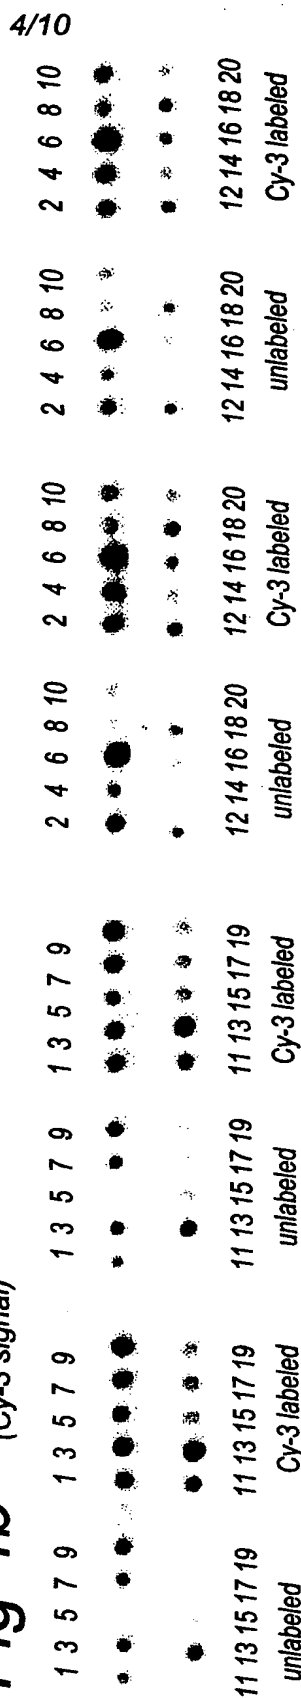 4/10
(Cy-3 signal)
1 3 5 7 9 1 3 5 7 9 1 3 5 7 9 1 3 5 7 9 2 4 6 8 10 2 4 6 8 10 2 4 6 8 10 2 4 6 8 10
11 13 15 17 19 11 13 15 17 19 11 13 15 17 19 11 13 15 17 19 12 14 16 18 20 12 14 16 18 20 12 14 16 18 20 12 14 16 18 20
unlabeled Cy-3 labeled unlabeled Cy-3 labeled unlabeled Cy-3 labeled unlabeled Cy-3 labeled